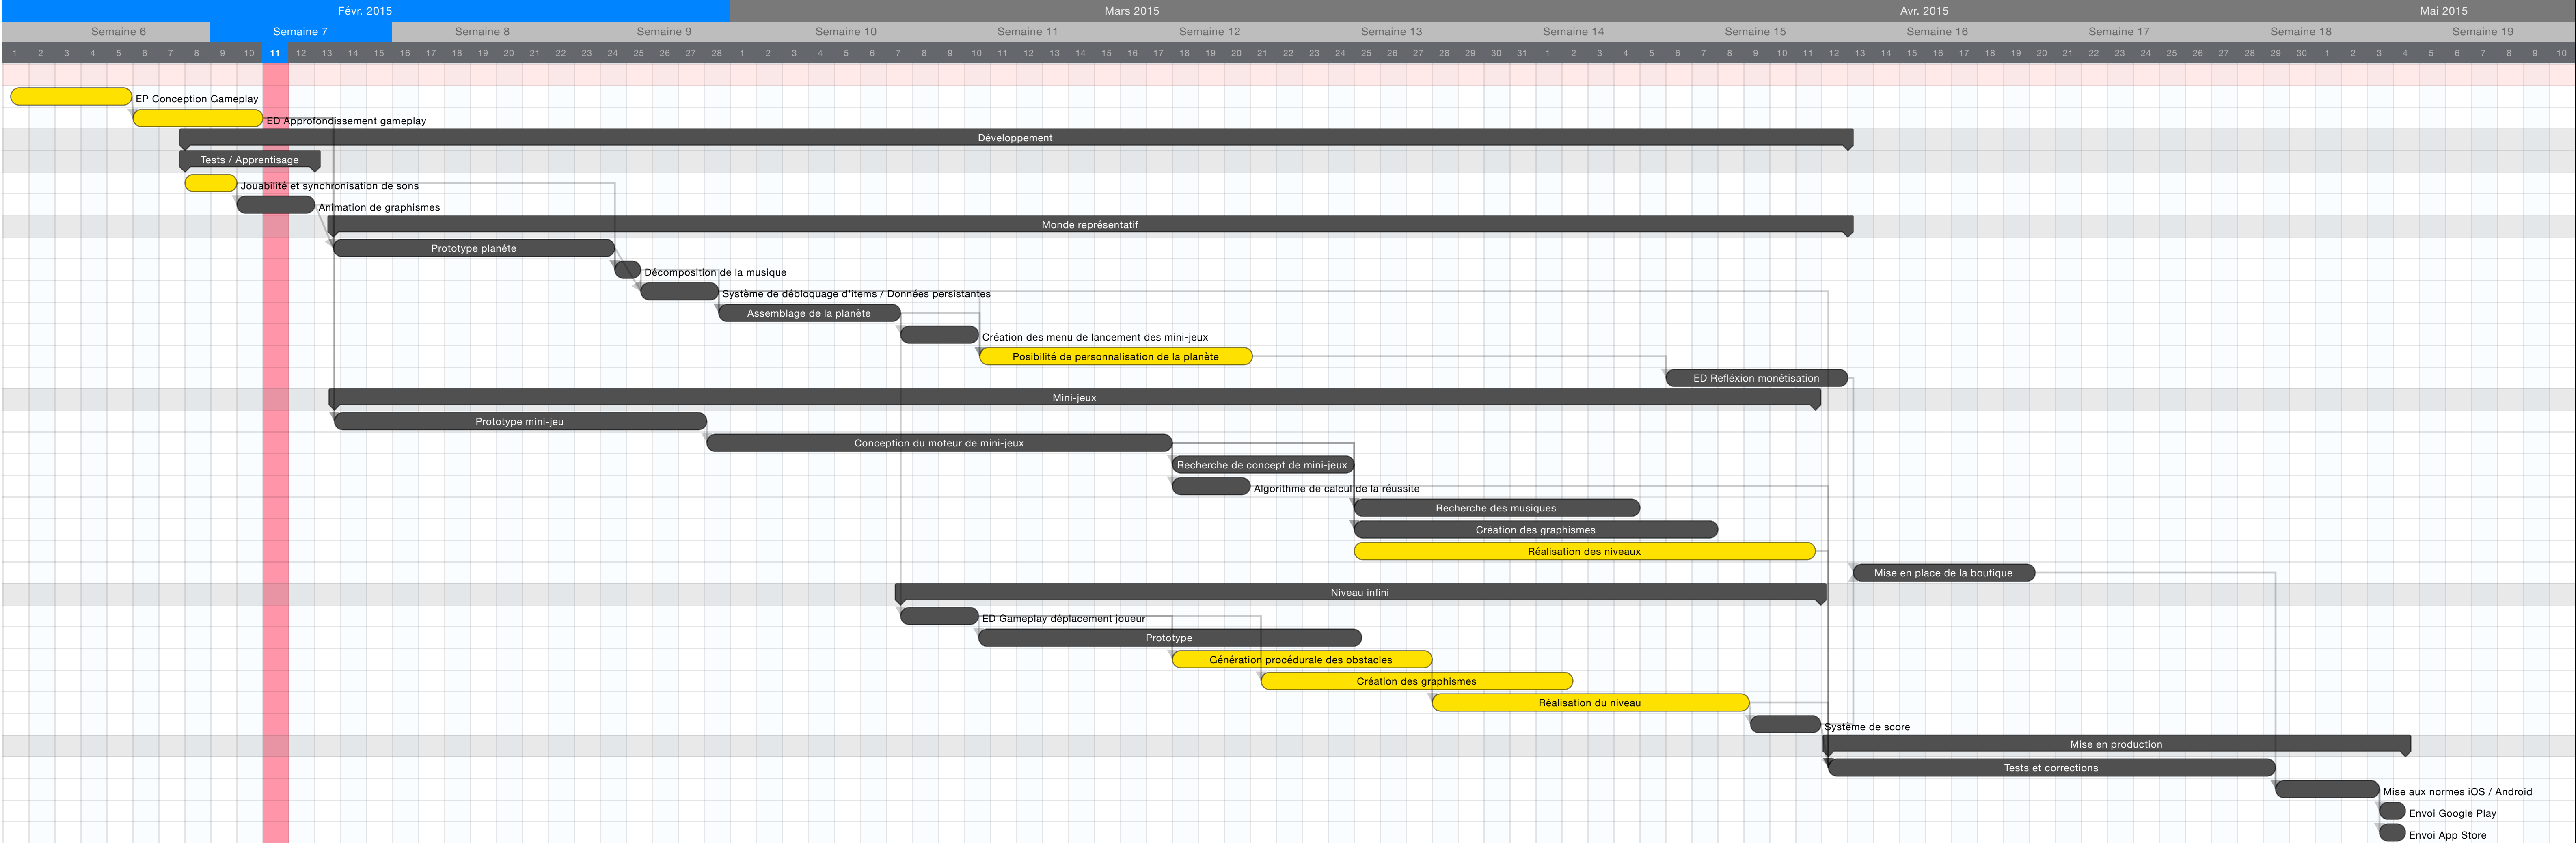 Févr. 2015 Mars 2015 Avr. 2015 Mai 2015
Semaine 6 Semaine 7 Semaine 8 Semaine 9 Semaine 10 Semaine 11 Semaine 12 Semaine 13 Semaine 14 Semaine 15 Semaine 16 Semaine 17 Semaine 18 Semaine 19
1 2 3 4 5 6 7 8 9 10 11 12 13 14 15 16 17 18 19 20 21 22 23 24 25 26 27 28 1 2 3 4 5 6 7 8 9 10 11 12 13 14 15 16 17 18 19 20 21 22 23 24 25 26 27 28 29 30 31 1 2 3 4 5 6 7 8 9 10 11 12 13 14 15 16 17 18 19 20 21 22 23 24 25 26 27 28 29 30 1 2 3 4 5 6 7 8 9 10
EP Conception Gameplay
ED Approfondissement gameplay
Développement
Tests / Apprentisage
Jouabilité et synchronisation de sons
Animation de graphismes
Monde représentatif
Prototype planéte
Décomposition de la musique
Système de débloquage d'items / Données persistantes
Assemblage de la planète
Création des menu de lancement des mini-jeux
Posibilité de personnalisation de la planète
ED Refléxion monétisation
Mini-jeux
Prototype mini-jeu
Conception du moteur de mini-jeux
Recherche de concept de mini-jeux
Algorithme de calcul de la réussite
Recherche des musiques
Création des graphismes
Réalisation des niveaux
Mise en place de la boutique
Niveau infini
ED Gameplay déplacement joueur
Prototype
Génération procédurale des obstacles
Création des graphismes
Réalisation du niveau
Système de score
Mise en production
Tests et corrections
Mise aux normes iOS / Android
Envoi Google Play
Envoi App Store